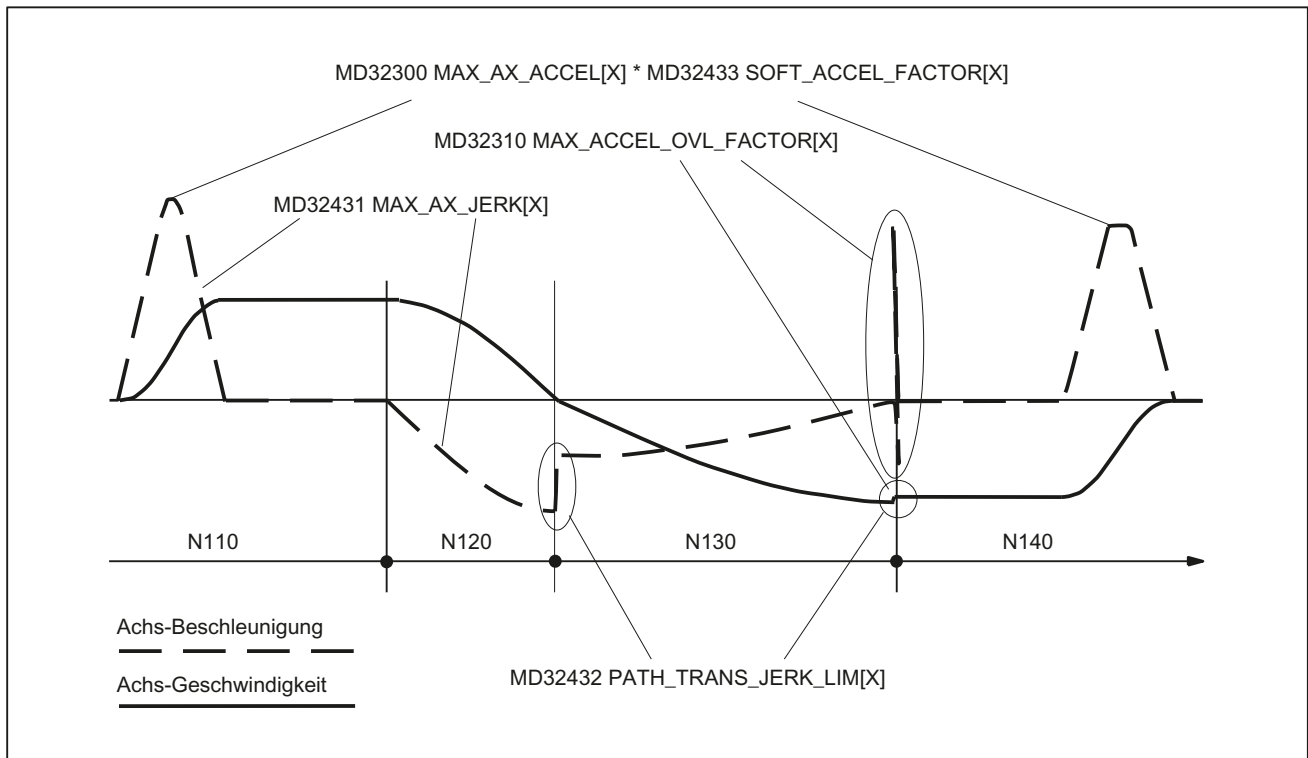 MD32300 MAX_AX_ACCEL[X] * MD32433 SOFT_ACCEL_FACTOR[X]
MD32310 MAX_ACCEL_OVL_FACTOR[X]
MD32431 MAX_AX_JERK[X]
N110
N120
N130
N140
Achs-Beschleunigung
Achs-Geschwindigkeit
MD32432 PATH_TRANS_JERK_LIM[X]